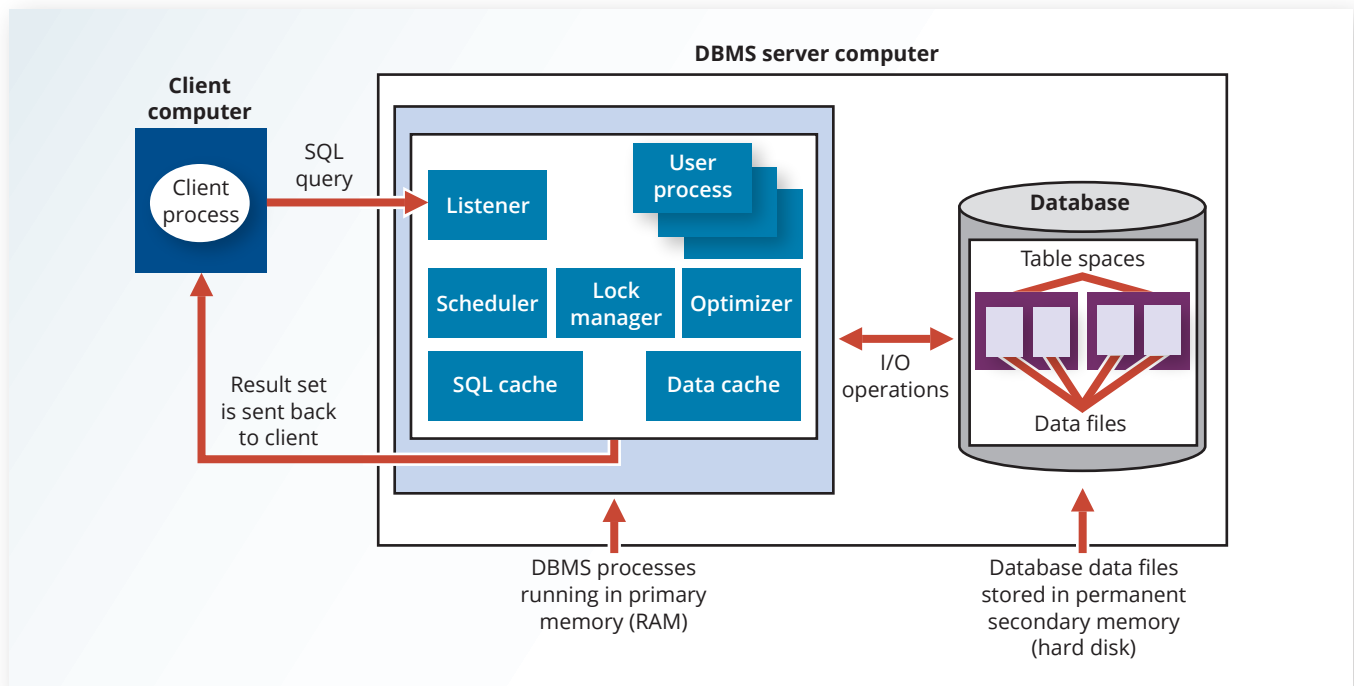 DBMS server computer
Client
computer
Client
process
SQL
query
Listener
User
process
Scheduler
Lock
manager
Optimizer
SQL cache
Data cache
Result set
is sent back
to client
I/O
operations
Database
Table spaces
Data files
DBMS processes
running in primary
memory (RAM)
Database data files
stored in permanent
secondary memory
(hard disk)